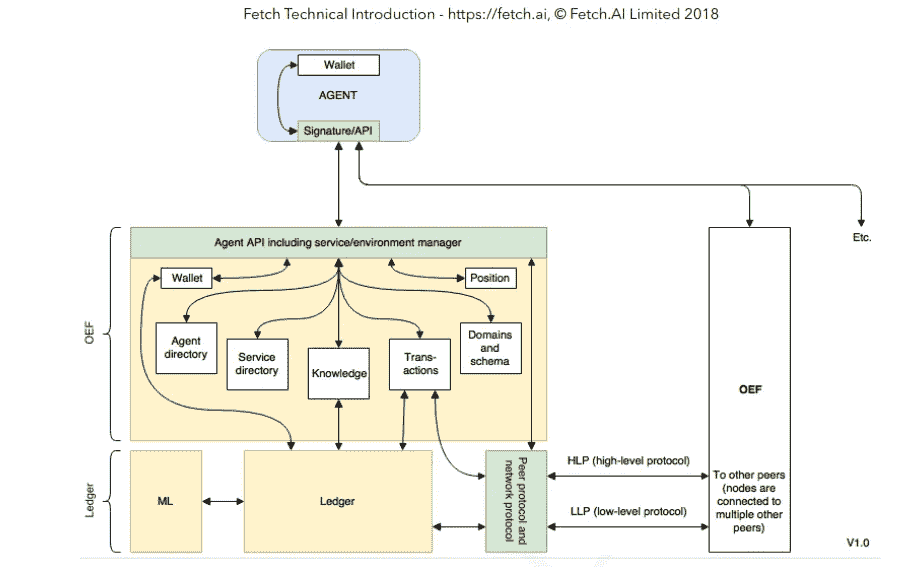 Fetch Technical Introduction - https://fetch.ai, © Fetch.AI Limited 2018
Wallet
AGENT
Signature/API
Etc.
Agent API including service/environment manager
Wallet
Position
OEF
Agent
directory
Service
directory
Knowledge
Trans-
actions
Domains
and
schema
OEF
To other peers
(nodes are
connected to
multiple other
peers)
Ledger
ML
Ledger
Peer protocol and
network protocol
HLP (high-level protocol)
LLP (low-level protocol)
V1.0